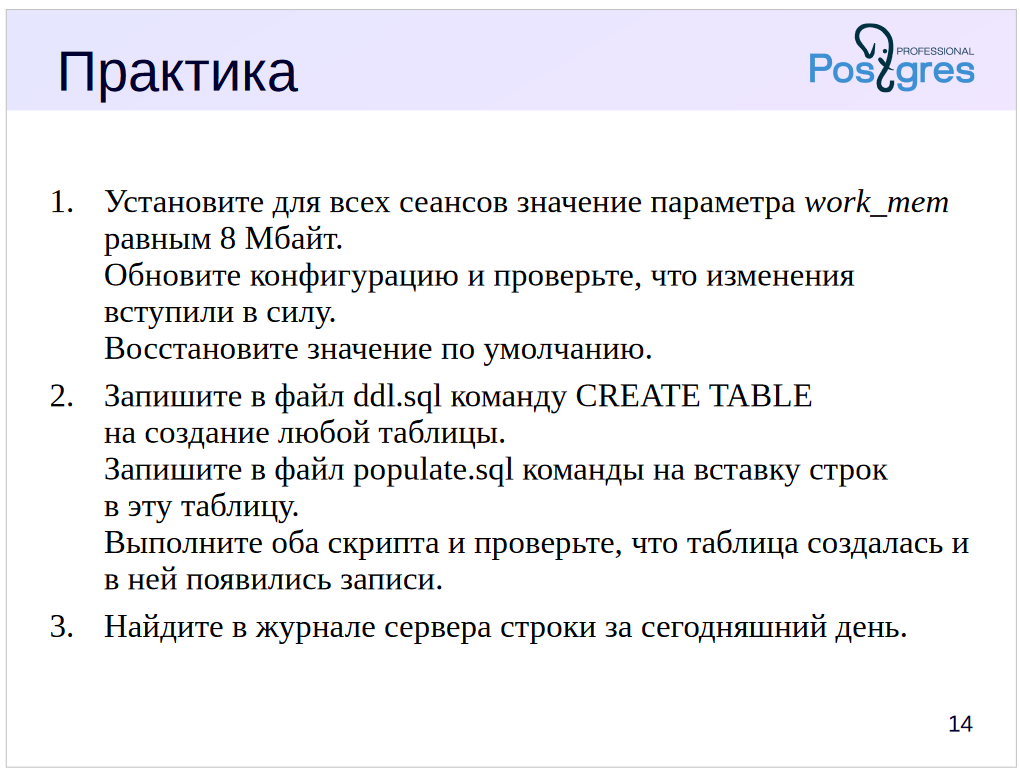 Практика
PROFESSIONAL
Postgres
1. Установите для всех сеансов значение параметра work_mem
равным 8 Мбайт.
Обновите конфигурацию и проверьте, что изменения
вступили в силу.
Восстановите значение по умолчанию.
2. Запишите в файл ddl.sql команду CREATE TABLE
на создание любой таблицы.
Запишите в файл populate.sql команды на вставку строк
в эту таблицу.
Выполните оба скрипта и проверьте, что таблица создалась и
в ней появились записи.
3. Найдите в журнале сервера строки за сегодняшний день.
14